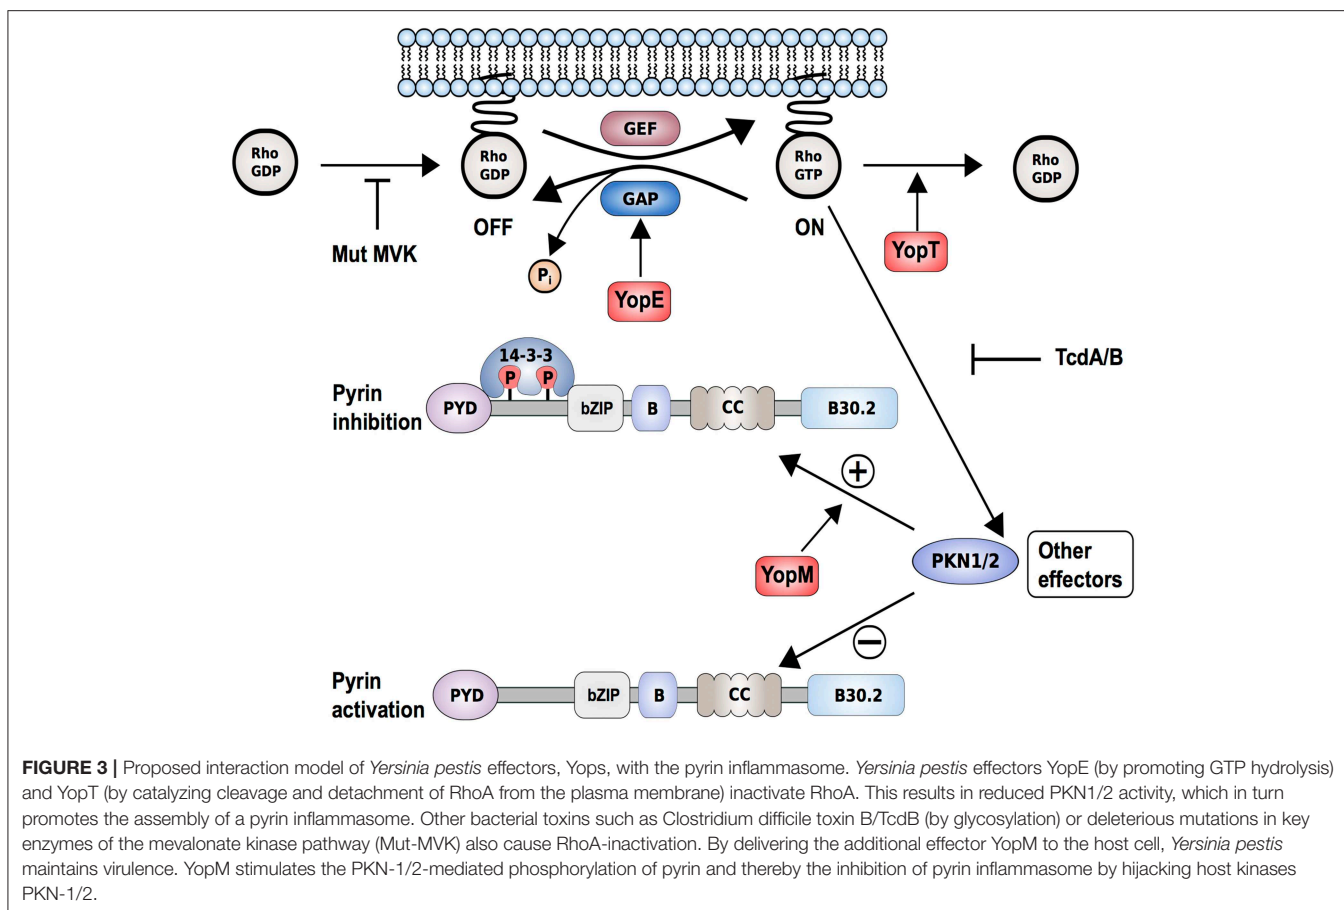 GEF
Rho
GDP
Rho
GDP
Rho
GTP
Rho
GDP
GAP
OFF
ON
Mut MVK
Pi
YopE
YopT
14-3-3
P P
TcdA/B
Pyrin
inhibition
PYD
bZIP
B
CC
B30.2
+
YopM
PKN1/2
Other
effectors
−
Pyrin
activation
PYD
bZIP
B
CC
B30.2
FIGURE 3 | Proposed interaction model of Yersinia pestis effectors, Yops, with the pyrin inflammasome. Yersinia pestis effectors YopE (by promoting GTP hydrolysis)
and YopT (by catalyzing cleavage and detachment of RhoA from the plasma membrane) inactivate RhoA. This results in reduced PKN1/2 activity, which in turn
promotes the assembly of a pyrin inflammasome. Other bacterial toxins such as Clostridium difficile toxin B/TcdB (by glycosylation) or deleterious mutations in key
enzymes of the mevalonate kinase pathway (Mut-MVK) also cause RhoA-inactivation. By delivering the additional effector YopM to the host cell, Yersinia pestis
maintains virulence. YopM stimulates the PKN-1/2-mediated phosphorylation of pyrin and thereby the inhibition of pyrin inflammasome by hijacking host kinases
PKN-1/2.